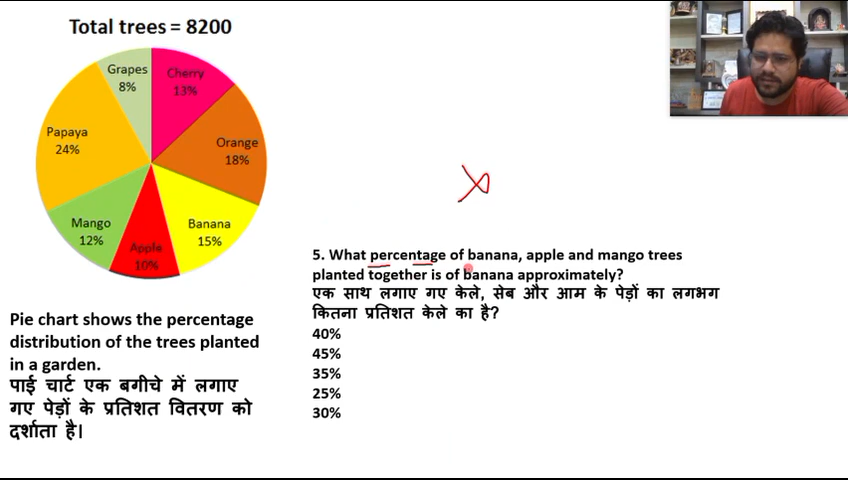 Total trees = 8200
Grapes
8%
Cherry
13%
Papaya
24%
Orange
18%
Mango
12%
Banana
15%
Apple
10%
Pie chart shows the percentage
distribution of the trees planted
in a garden.
पाई चार्ट एक बगीचे में लगाए
गए पेड़ों के प्रतिशत वितरण को
दर्शाता है।
5. What percentage of banana, apple and mango trees
planted together is of banana approximately?
एक साथ लगाए गए केले, सेब और आम के पेड़ों का लगभग
कितना प्रतिशत केले का है?
40%
45%
35%
25%
30%